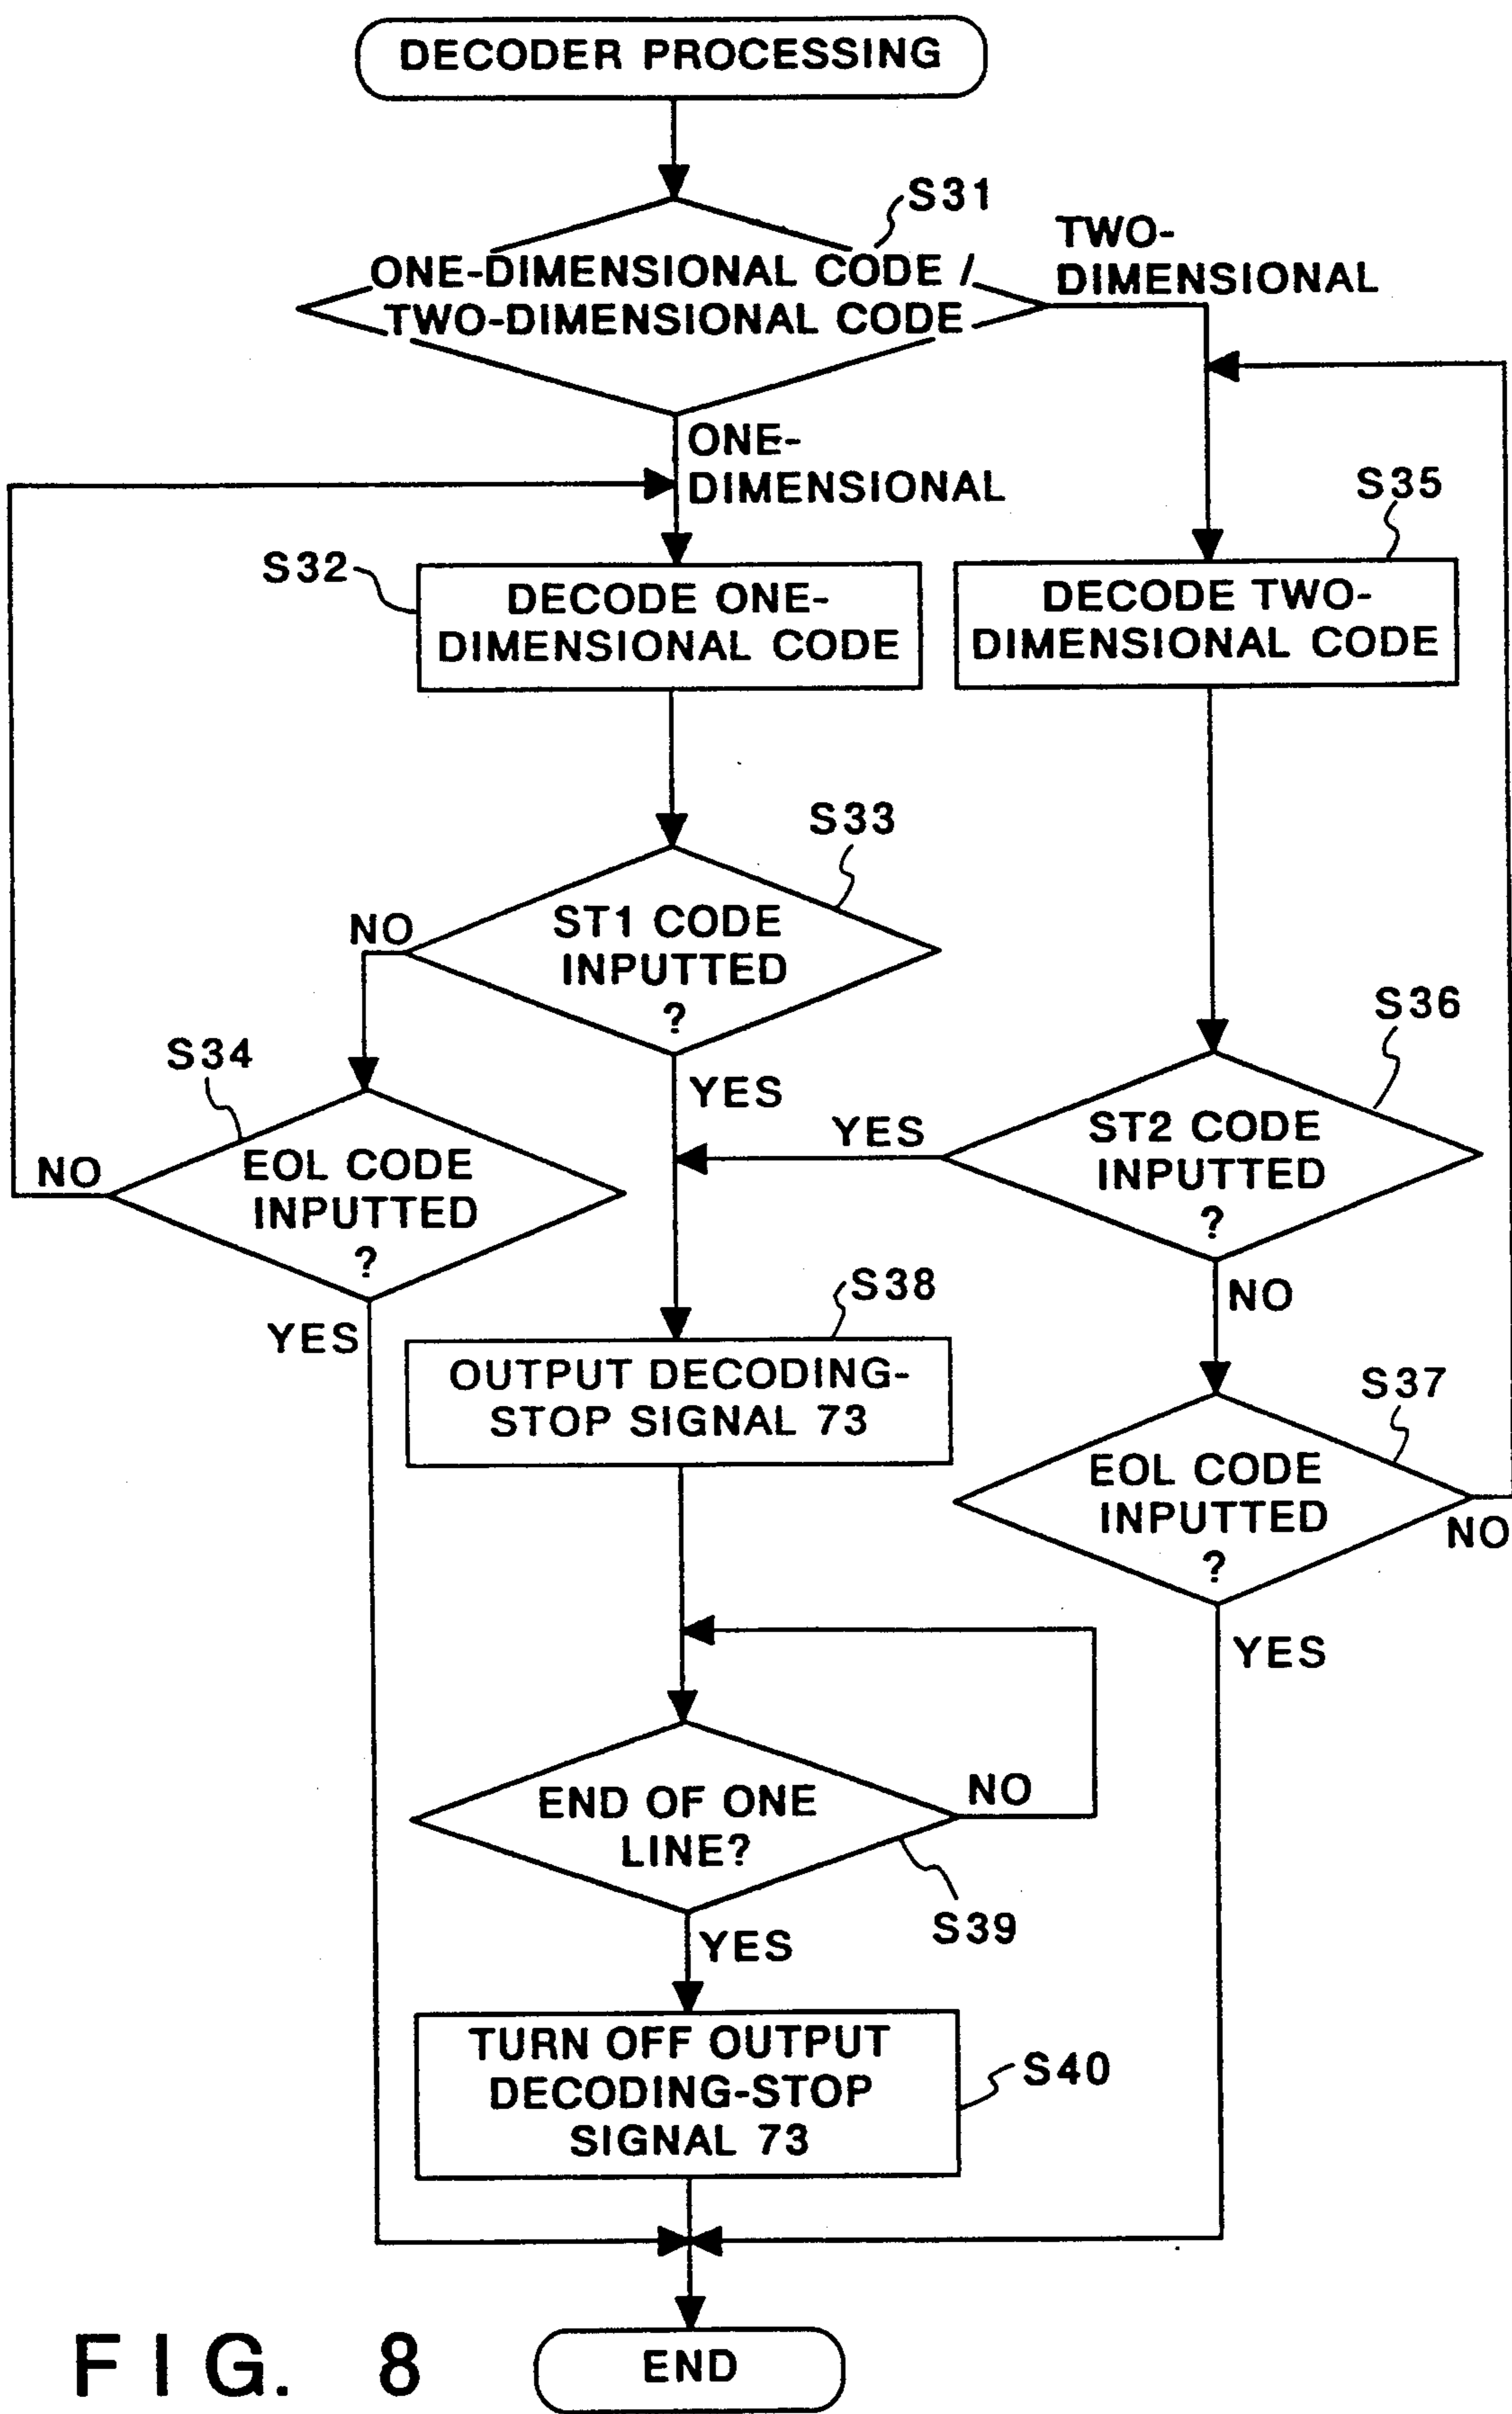 DECODER PROCESSING
S31
ONE-DIMENSIONAL CODE /
TWO-DIMENSIONAL CODE
TWO-
DIMENSIONAL
ONE-
DIMENSIONAL
S32
DECODE ONE-
DIMENSIONAL CODE
S35
DECODE TWO-
DIMENSIONAL CODE
S33
ST1 CODE
INPUTTED
?
NO
YES
S34
EOL CODE
INPUTTED
?
NO
YES
S36
ST2 CODE
INPUTTED
?
YES
NO
S38
OUTPUT DECODING-
STOP SIGNAL 73
S37
EOL CODE
INPUTTED
?
NO
YES
END OF ONE
LINE?
NO
S39
YES
TURN OFF OUTPUT
DECODING-STOP
SIGNAL 73
S40
END
FIG. 8